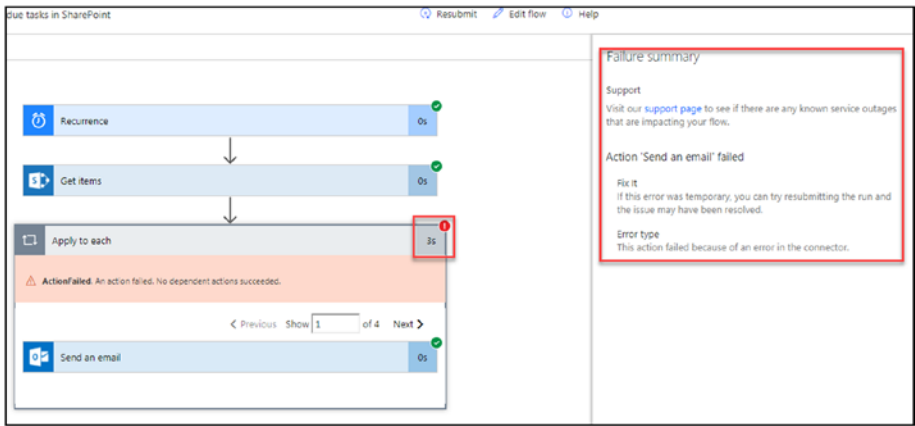 due tasks in SharePoint
Resubmit Edit flow Help
Failure summary
Support
Visit our support page to see if there are any known service outages
that are impacting your flow.
Recurrence 0s
Action 'Send an email' failed
Get items 0s
Fix it
If this error was temporary, you can try resubmitting the run and
the issue may have been resolved.
Error type
This action failed because of an error in the connector.
Apply to each 3s
ActionFailed. An action failed. No dependent actions succeeded.
Previous Show 1 of 4 Next
Send an email 0s